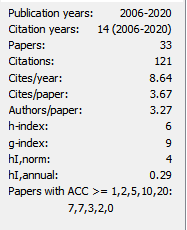 Publication years: 2006-2020
Citation years: 14 (2006-2020)
Papers: 33
Citations: 121
Cites/year: 8.64
Cites/paper: 3.67
Authors/paper: 3.27
h-index: 6
g-index: 9
hI,norm: 4
hI,annual: 0.29
Papers with ACC >= 1,2,5,10,20:
7,7,3,2,0